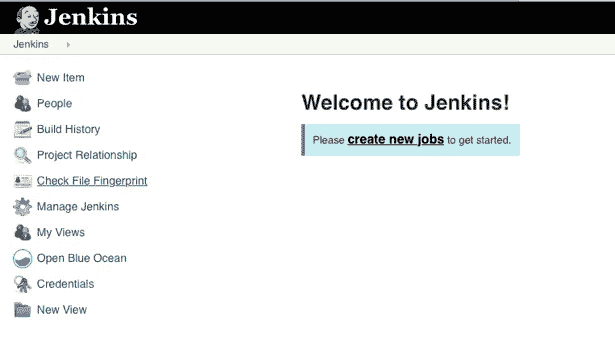 Jenkins
Jenkins
New Item
People
Build History
Project Relationship
Check File Fingerprint
Manage Jenkins
My Views
Open Blue Ocean
Credentials
New View
Welcome to Jenkins!
Please create new jobs to get started.